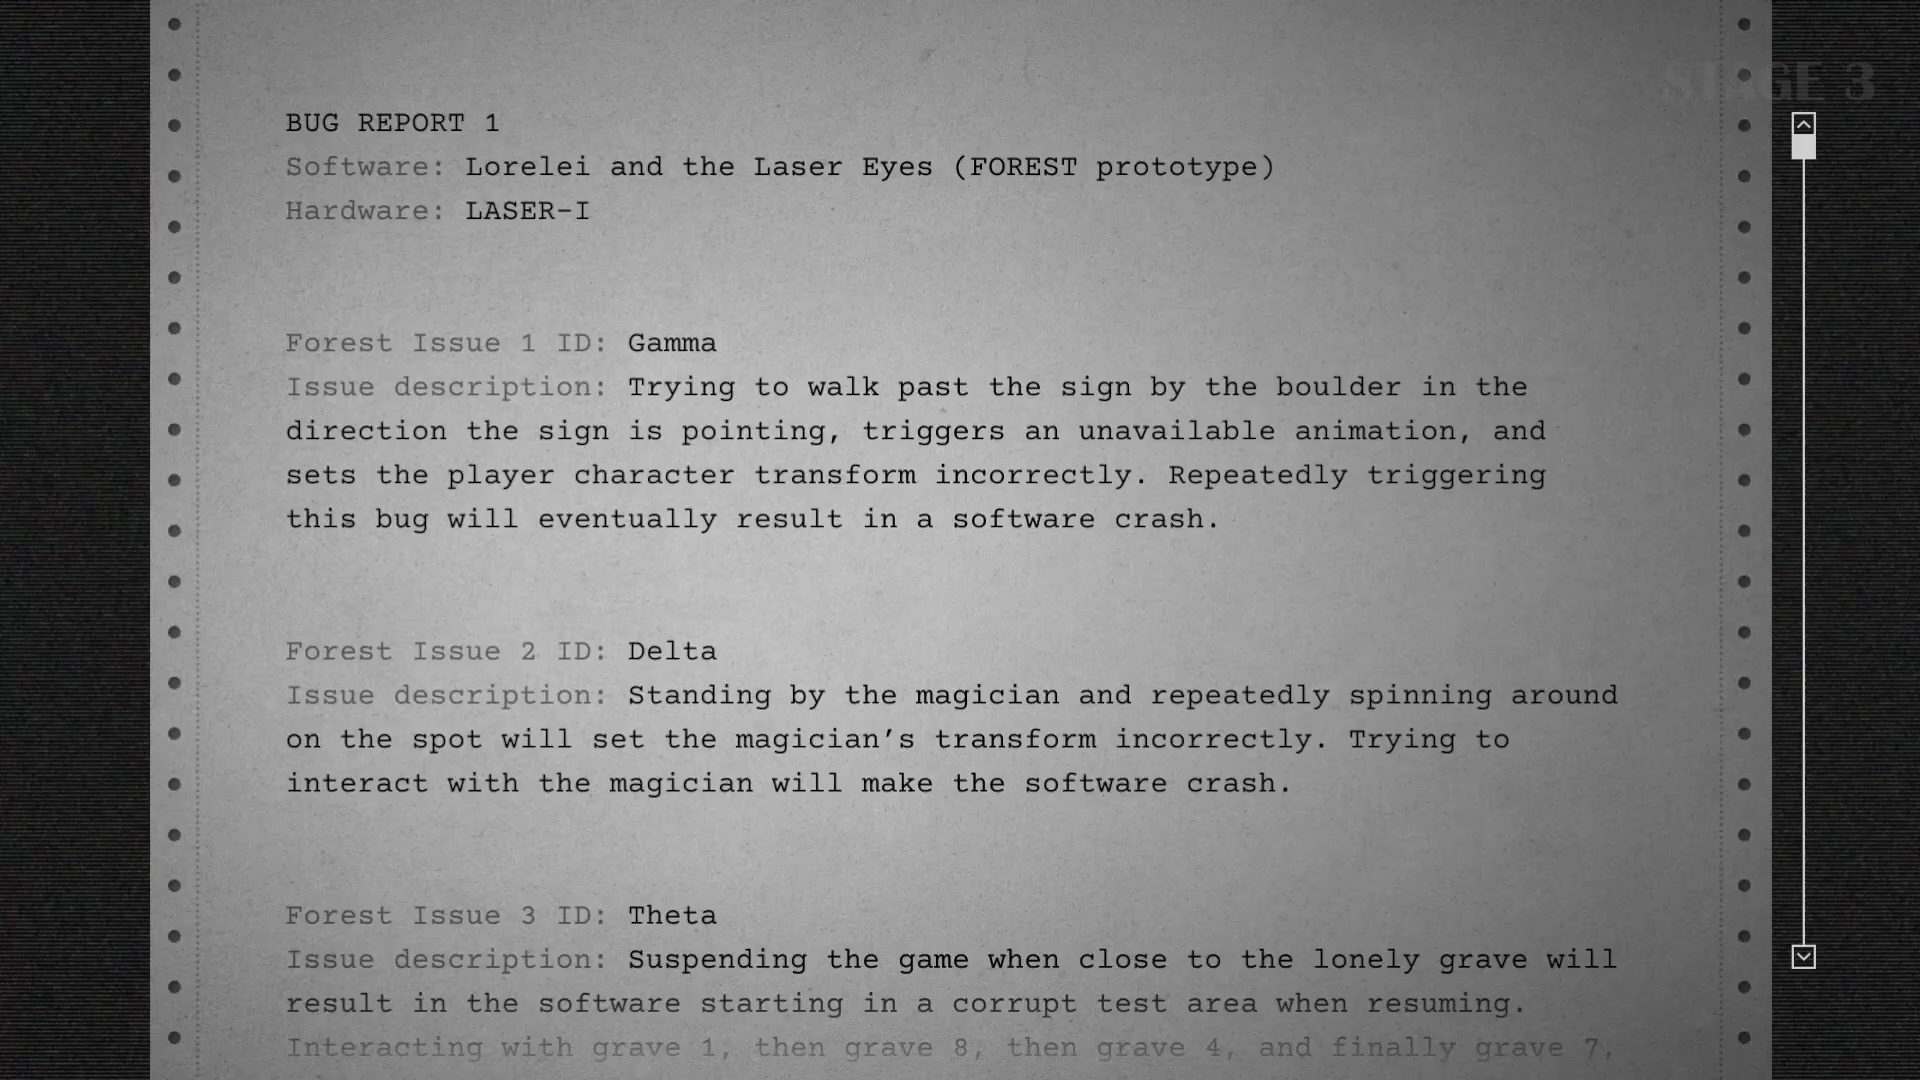 STAGE 3
BUG REPORT 1
Software: Lorelei and the Laser Eyes (FOREST prototype)
Hardware: LASER-I
Forest Issue 1 ID: Gamma
Issue description: Trying to walk past the sign by the boulder in the
direction the sign is pointing, triggers an unavailable animation, and
sets the player character transform incorrectly. Repeatedly triggering
this bug will eventually result in a software crash.
Forest Issue 2 ID: Delta
Issue description: Standing by the magician and repeatedly spinning around
on the spot will set the magician’s transform incorrectly. Trying to
interact with the magician will make the software crash.
Forest Issue 3 ID: Theta
Issue description: Suspending the game when close to the lonely grave will
result in the software starting in a corrupt test area when resuming.
Interacting with grave 1, then grave 8, then grave 4, and finally grave 7,